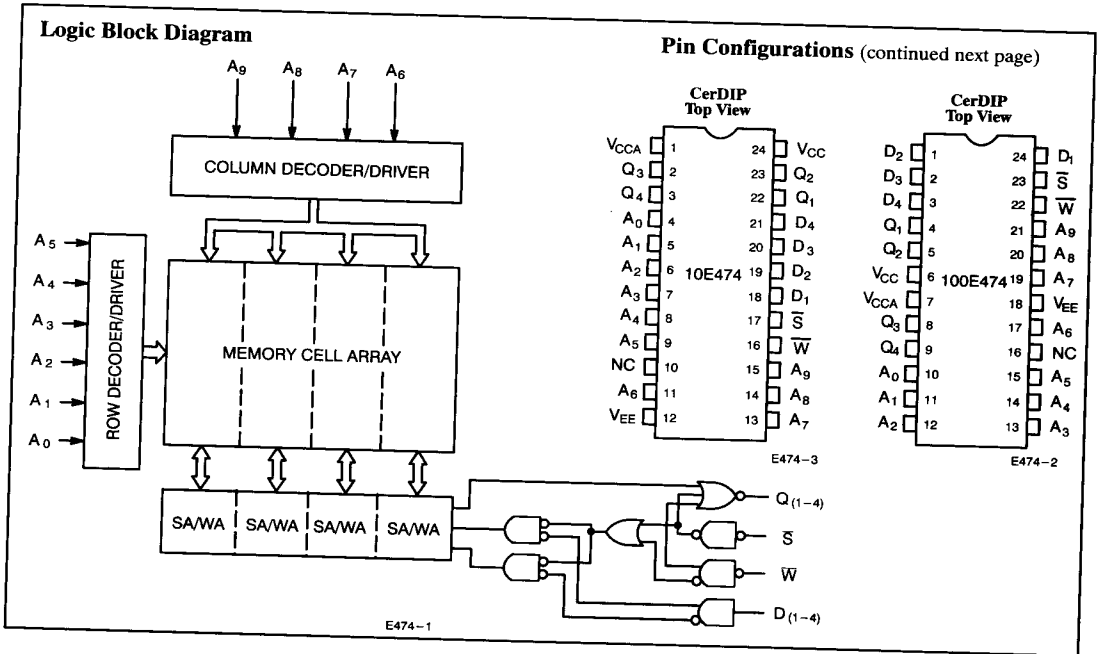 Logic Block Diagram
A9 A8 A7 A6
COLUMN DECODER/DRIVER
A5
A4
A3
A2
A1
A0
ROW DECODER/DRIVER
MEMORY CELL ARRAY
SA/WA SA/WA SA/WA SA/WA
Q(1-4)
S̅
W̅
D(1-4)
E474-1
Pin Configurations (continued next page)
CerDIP
Top View
VCCA 1 24 VCC
Q3 2 23 Q2
Q4 3 22 Q1
A0 4 21 D4
A1 5 20 D3
A2 6 10E474 19 D2
A3 7 18 D1
A4 8 17 S̅
A5 9 16 W̅
NC 10 15 A9
A6 11 14 A8
VEE 12 13 A7
E474-3
CerDIP
Top View
D2 1 24 D1
D3 2 23 S̅
D4 3 22 W̅
Q1 4 21 A9
Q2 5 20 A8
VCC 6 100E474 19 A7
VCCA 7 18 VEE
Q3 8 17 A6
Q4 9 16 NC
A0 10 15 A5
A1 11 14 A4
A2 12 13 A3
E474-2